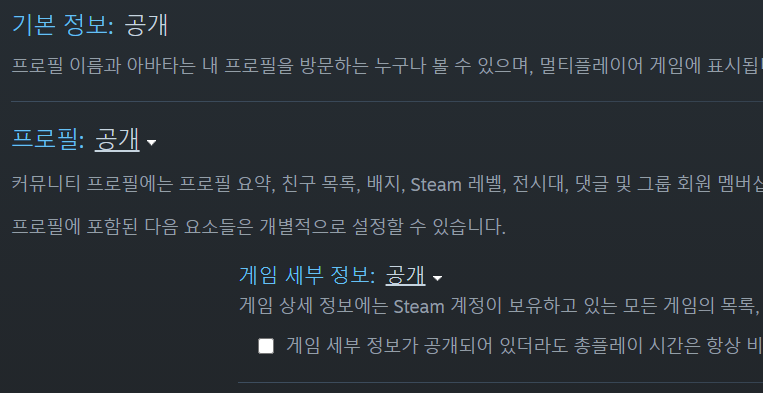 기본 정보: 공개
프로필 이름과 아바타는 내 프로필을 방문하는 누구나 볼 수 있으며, 멀티플레이어 게임에 표시됩
프로필: 공개
커뮤니티 프로필에는 프로필 요약, 친구 목록, 배지, Steam 레벨, 전시대, 댓글 및 그룹 회원 멤버십
프로필에 포함된 다음 요소들은 개별적으로 설정할 수 있습니다.
게임 세부 정보: 공개
게임 상세 정보에는 Steam 계정이 보유하고 있는 모든 게임의 목록,
게임 세부 정보가 공개되어 있더라도 총플레이 시간은 항상 비